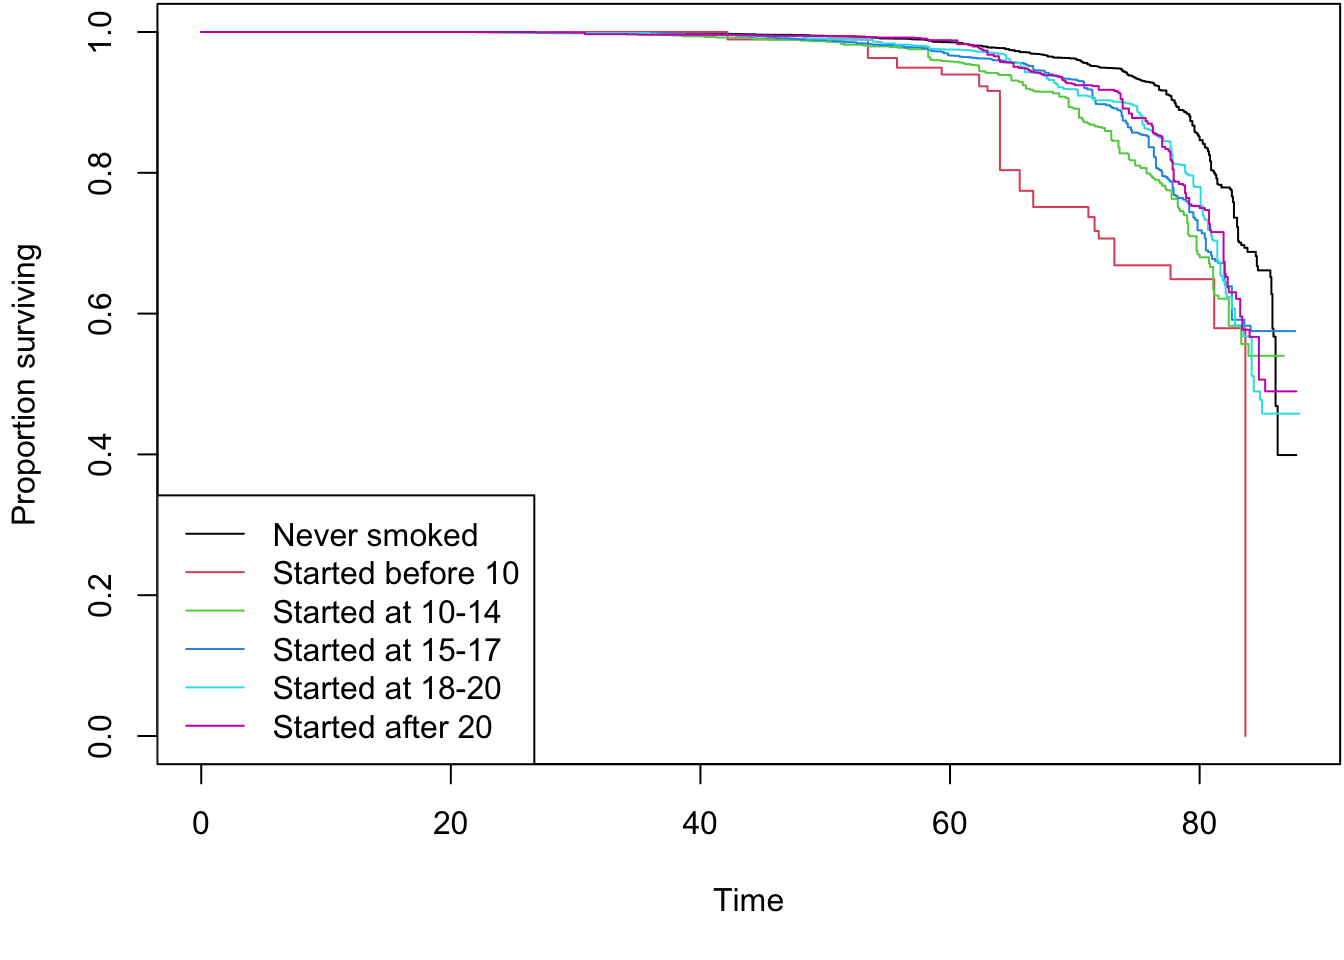 Proportion surviving
1.0
0.8
0.6
0.4
0.2
0.0
Never smoked
Started before 10
Started at 10-14
Started at 15-17
Started at 18-20
Started after 20
0 20 40 60 80
Time